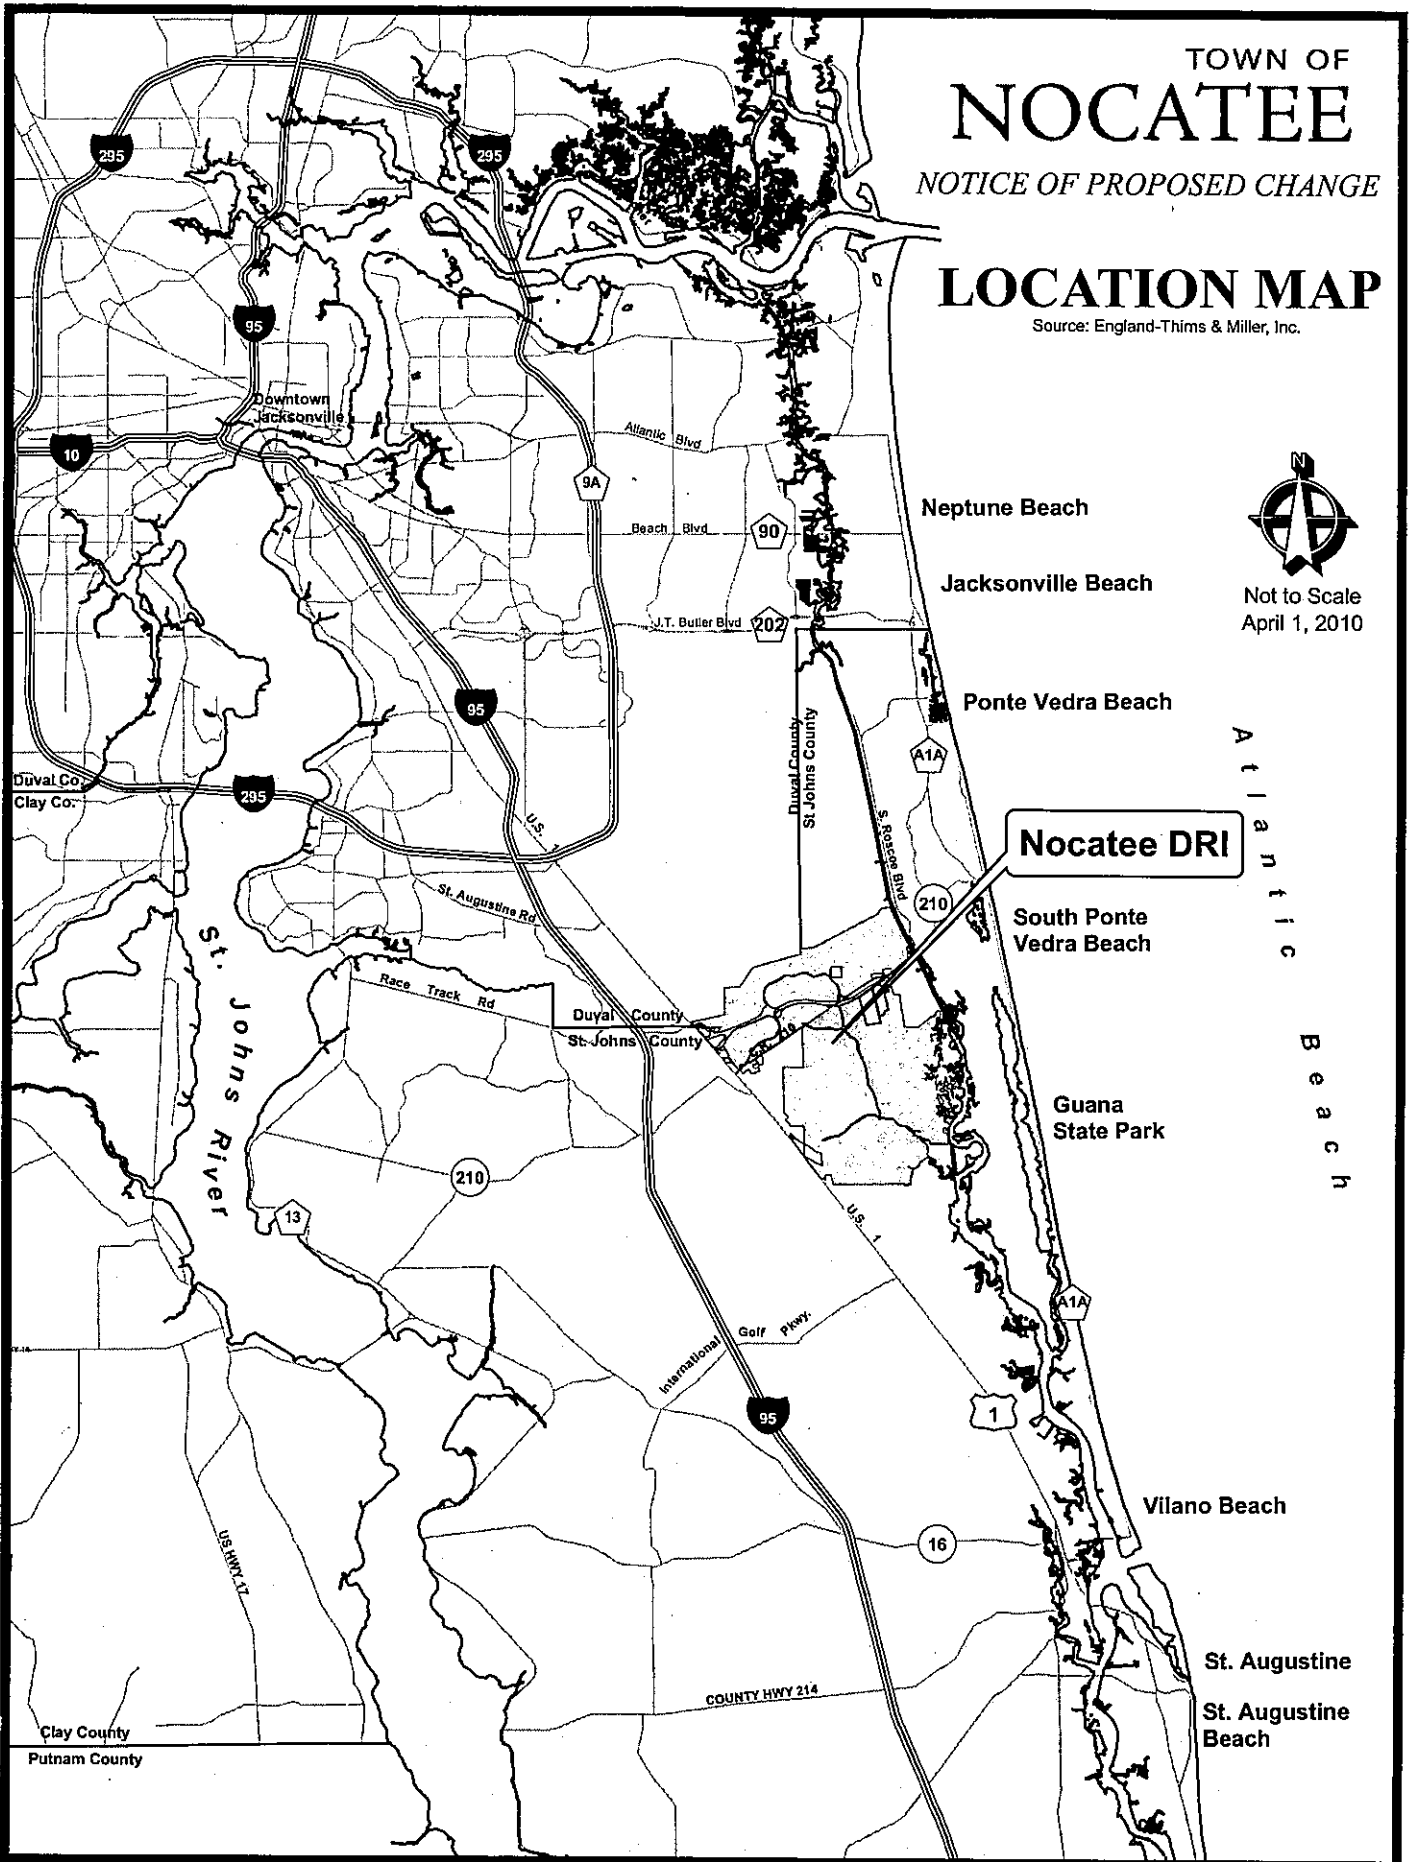 TOWN OF
NOCATEE
NOTICE OF PROPOSED CHANGE
LOCATION MAP
Source: England-Thims & Miller, Inc.
N
Not to Scale
April 1, 2010
295
295
95
Downtown
Jacksonville
10
Atlantic Blvd
9A
Beach Blvd
90
Neptune Beach
Jacksonville Beach
J.T. Butler Blvd
202
95
Ponte Vedra Beach
A1A
Duval County
St Johns County
Duval Co.
Clay Co.
295
U.S. 1
S. Roscoe Blvd
Nocatee DRI
Atlantic Beach
St. Augustine Rd
210
South Ponte
Vedra Beach
St. Johns River
Race Track Rd
Duval County
St. Johns County
C.R. 210
Guana
State Park
210
13
U.S. 1
A1A
International Golf Pkwy.
95
1
Vilano Beach
US HWY 17
16
St. Augustine
COUNTY HWY 214
St. Augustine
Beach
Clay County
Putnam County